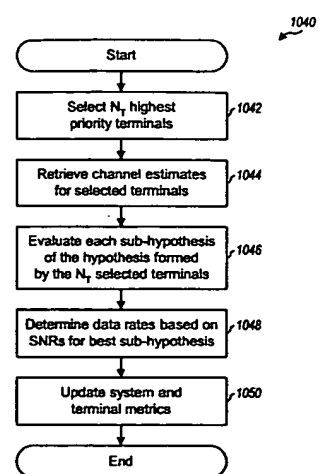 1040
Start
Select N_T highest
priority terminals
1042
Retrieve channel estimates
for selected terminals
1044
Evaluate each sub-hypothesis
of the hypothesis formed
by the N_T selected terminals
1046
Determine data rates based on
SNRs for best sub-hypothesis
1048
Update system and
terminal metrics
1050
End